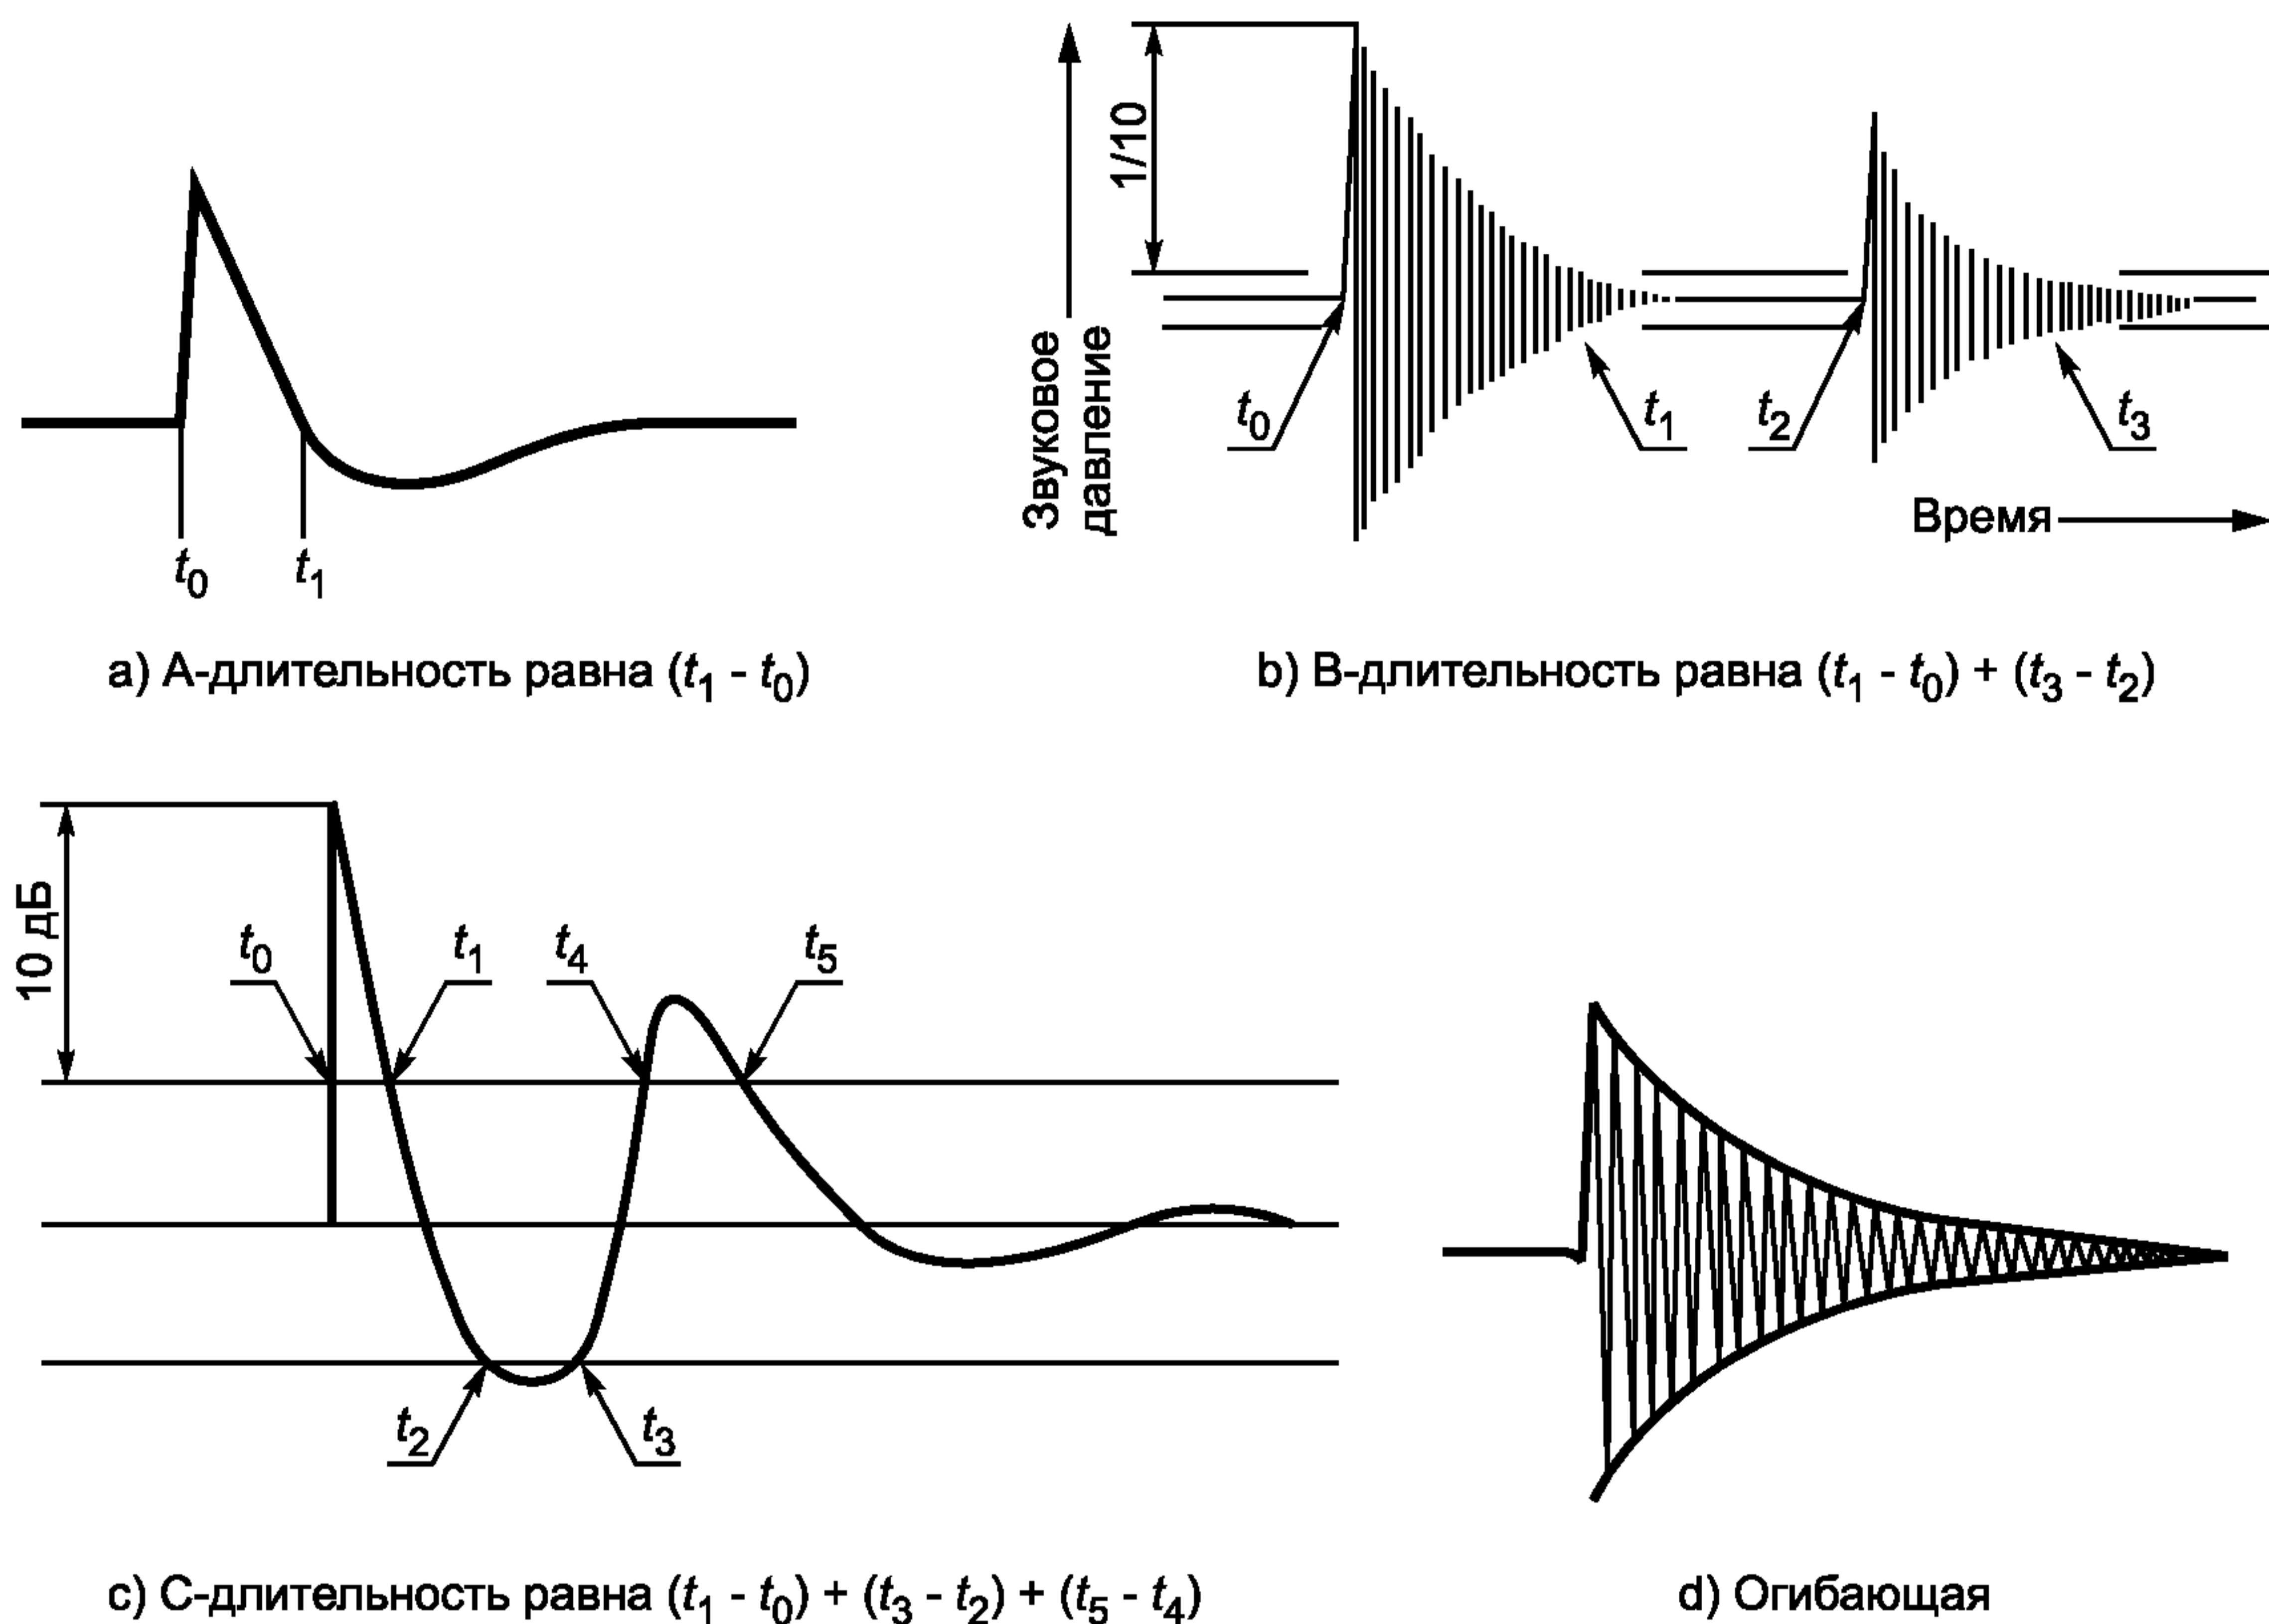 t0
t1
a) А-длительность равна (t1 - t0)
Звуковое
давление
1/10
t0
t1
t2
t3
Время
b) В-длительность равна (t1 - t0) + (t3 - t2)
10 дБ
t0
t1
t4
t5
t2
t3
c) С-длительность равна (t1 - t0) + (t3 - t2) + (t5 - t4)
d) Огибающая